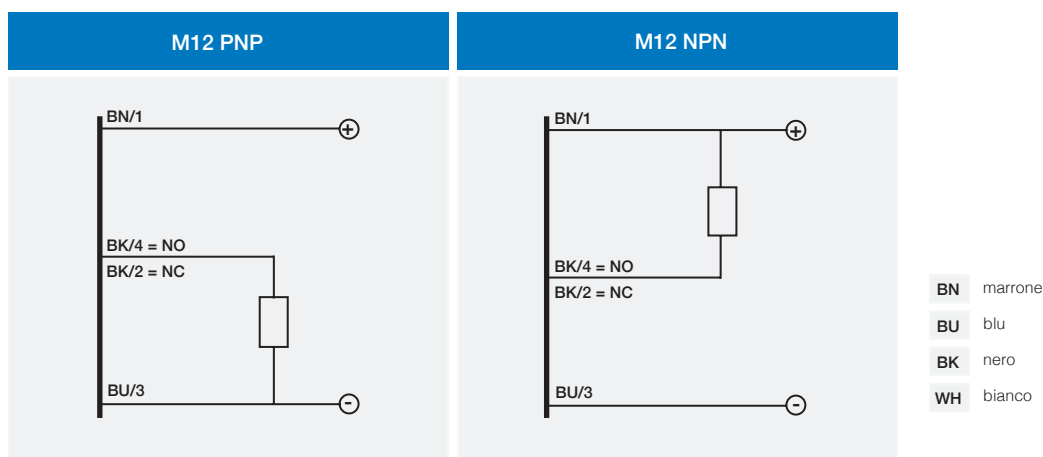 M12 PNP
BN/1
+
BK/4 = NO
BK/2 = NC
BU/3
-
M12 NPN
BN/1
+
BK/4 = NO
BK/2 = NC
BU/3
-
BN marrone
BU blu
BK nero
WH bianco